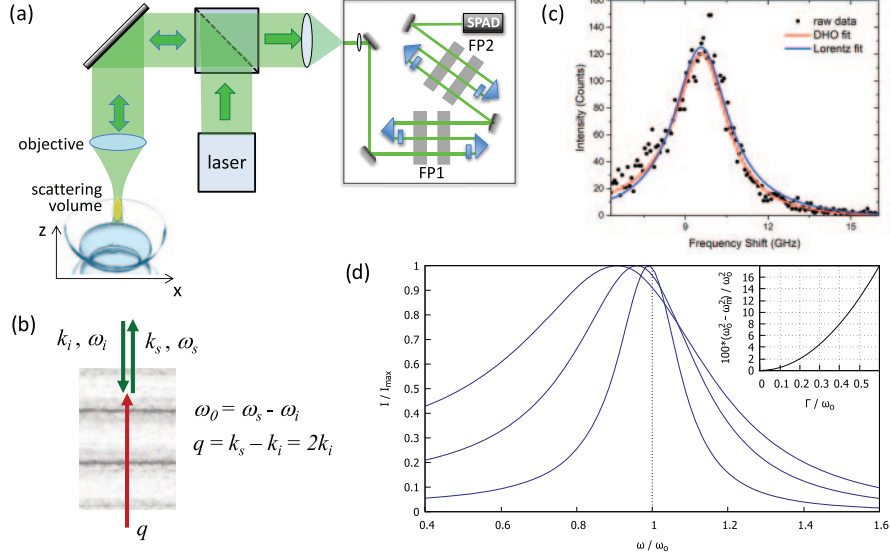 (a)
SPAD
FP2
FP1
laser
objective
scattering
volume
z
x
(b)
k_i , ω_i
k_s , ω_s
ω_0 = ω_s - ω_i
q = k_s – k_i = 2k_i
q
(c)
raw data
DHO fit
Lorentz fit
Intensity (Counts)
160
140
120
100
80
60
40
20
0
9
12
15
Frequency Shift (GHz)
(d)
I / I_max
1
0.9
0.8
0.7
0.6
0.5
0.4
0.3
0.2
0.1
0
0.4
0.6
0.8
1
1.2
1.4
1.6
ω / ω_o
100*(ω_o^2 - ω_m^2) / ω_o^2
16
14
12
10
8
6
4
2
0
0
0.1
0.2
0.3
0.4
0.5
Γ / ω_o